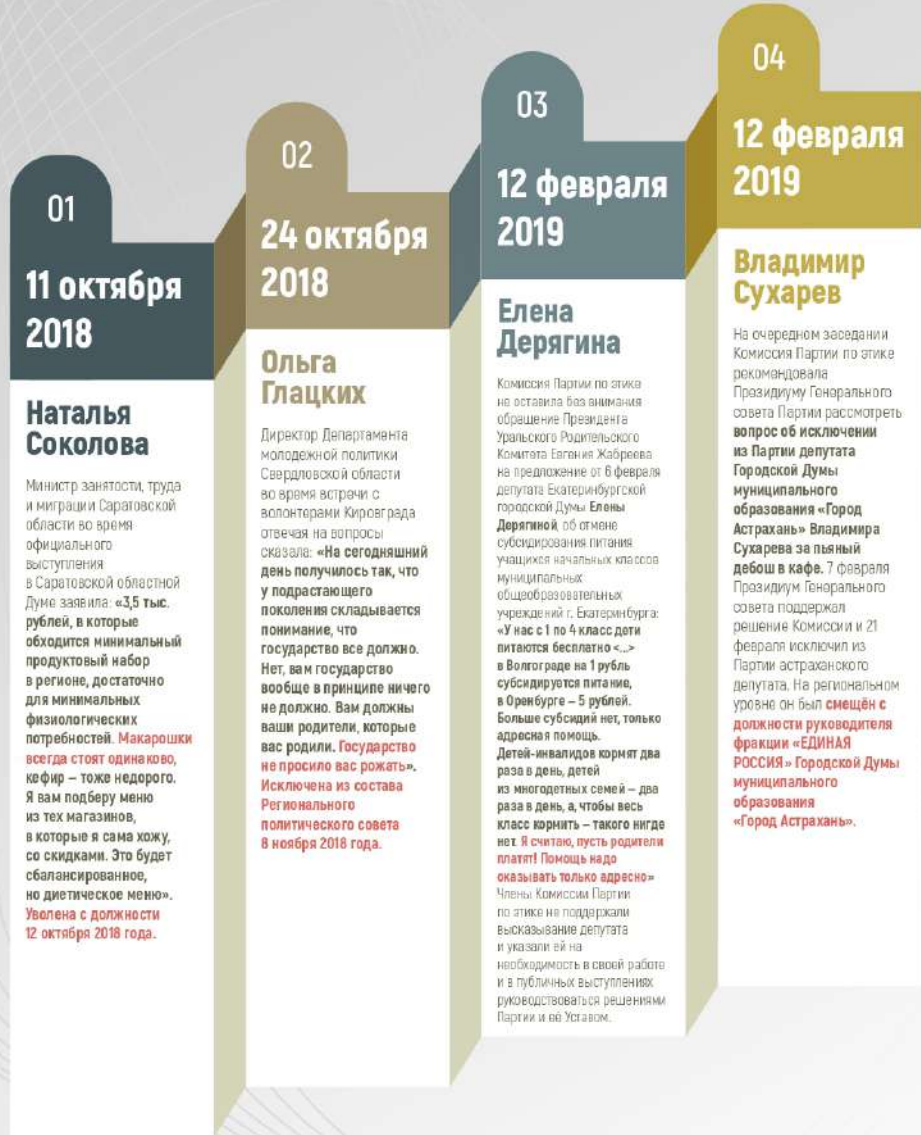 01
11 октября
2018
Наталья
Соколова
Министр занятости, труда
и миграции Саратовской
области во время
официального
выступления
в Саратовской областной
Думе заявила: «3,5 тыс.
рублей, в которые
обходится минимальный
продуктовый набор
в регионе, достаточно
для минимальных
физиологических
потребностей. Макарошки
всегда стоят одинаково,
кефир – тоже недорого.
Я вам подберу меню
из тех магазинов,
в которые я сама хожу,
со скидками. Это будет
сбалансированное,
но диетическое меню».
Уволена с должности
12 октября 2018 года.
02
24 октября
2018
Ольга
Глацких
Директор Департамента
молодежной политики
Свердловской области
во время встречи с
волонтерами Кировграда
отвечая на вопросы
сказала: «На сегодняшний
день получилось так, что
у подрастающего
поколения складывается
понимание, что
государство все должно.
Нет, вам государство
вообще в принципе ничего
не должно. Вам должны
ваши родители, которые
вас родили. Государство
не просило вас рожать».
Исключена из состава
Регионального
политического совета
8 ноября 2018 года.
03
12 февраля
2019
Елена
Дерягина
Комиссия Партии по этике
не оставила без внимания
обращение Президента
Уральского Родительского
Комитета Евгения Жабреева
на предложение от 6 февраля
депутата Екатеринбургской
городской Думы Елены
Дерягиной, об отмене
субсидирования питания
учащихся начальных классов
муниципальных
общеобразовательных
учреждений г. Екатеринбурга:
«У нас с 1 по 4 класс дети
питаются бесплатно <...>
в Волгограде на 1 рубль
субсидируется питание,
в Оренбурге – 5 рублей.
Больше субсидий нет, только
адресная помощь.
Детей-инвалидов кормят два
раза в день, детей
из многодетных семей – два
раза в день, а, чтобы весь
класс кормить – такого нигде
нет. Я считаю, пусть родители
платят! Помощь надо
оказывать только адресно»
Члены Комиссии Партии
по этике не поддержали
высказывание депутата
и указали ей на
необходимость в своей работе
и в публичных выступлениях
руководствоваться решениями
Партии и её Уставом.
04
12 февраля
2019
Владимир
Сухарев
На очередном заседании
Комиссия Партии по этике
рекомендовала
Президиуму Генерального
совета Партии рассмотреть
вопрос об исключении
из Партии депутата
Городской Думы
муниципального
образования «Город
Астрахань» Владимира
Сухарева за пьяный
дебош в кафе. 7 февраля
Президиум Генерального
совета поддержал
решение Комиссии и 21
февраля исключил из
Партии астраханского
депутата. На региональном
уровне он был смещён с
должности руководителя
фракции «ЕДИНАЯ
РОССИЯ» Городской Думы
муниципального
образования
«Город Астрахань».